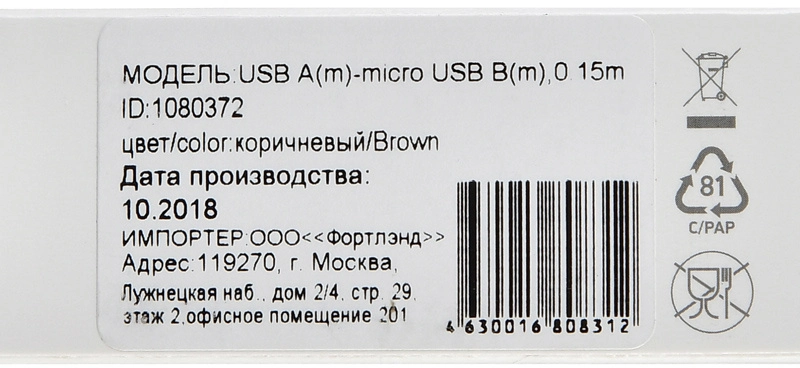 МОДЕЛЬ:USB A(m)-micro USB B(m),0.15m
ID:1080372
цвет/color:коричневый/Brown
Дата производства:
10.2018
ИМПОРТЕР:ООО<<Фортлэнд>>
Адрес:119270, г. Москва,
Лужнецкая наб., дом 2/4, стр. 29,
этаж 2,офисное помещение 201
4 630016 808312
81
C/PAP